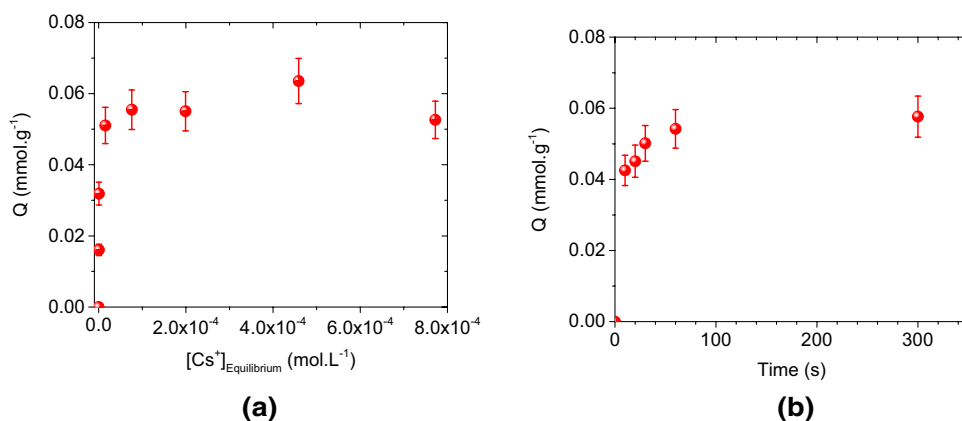 0.08
0.06
0.04
0.02
0.00
Q (mmol.g⁻¹)
0.0 2.0x10⁻⁴ 4.0x10⁻⁴ 6.0x10⁻⁴ 8.0x10⁻⁴
[Cs⁺]Equilibrium (mol.L⁻¹)
(a)
0.08
0.06
0.04
0.02
0.00
Q (mmol.g⁻¹)
0 100 200 300
Time (s)
(b)